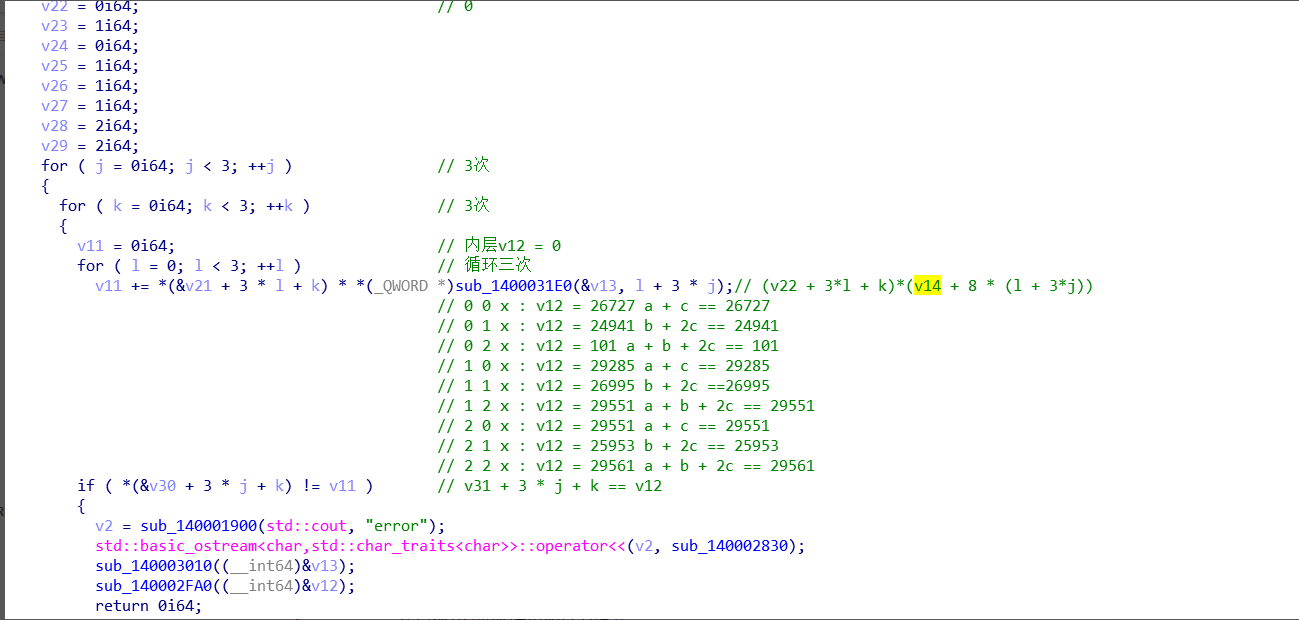 v22 = 0i64; // 0
v23 = 1i64;
v24 = 0i64;
v25 = 1i64;
v26 = 1i64;
v27 = 1i64;
v28 = 2i64;
v29 = 2i64;
for ( j = 0i64; j < 3; ++j ) // 3次
{
for ( k = 0i64; k < 3; ++k ) // 3次
{
v11 = 0i64; // 内层v12 = 0
for ( l = 0; l < 3; ++l ) // 循环三次
v11 += *(&v21 + 3 * l + k) * *(_QWORD *)sub_1400031E0(&v13, l + 3 * j);// (v22 + 3*l + k)*(v14 + 8 * (l + 3*j))
// 0 0 x : v12 = 26727 a + c == 26727
// 0 1 x : v12 = 24941 b + 2c == 24941
// 0 2 x : v12 = 101 a + b + 2c == 101
// 1 0 x : v12 = 29285 a + c == 29285
// 1 1 x : v12 = 26995 b + 2c ==26995
// 1 2 x : v12 = 29551 a + b + 2c == 29551
// 2 0 x : v12 = 29551 a + c == 29551
// 2 1 x : v12 = 25953 b + 2c == 25953
// 2 2 x : v12 = 29561 a + b + 2c == 29561
if ( *(&v30 + 3 * j + k) != v11 ) // v31 + 3 * j + k == v12
{
v2 = sub_140001900(std::cout, "error");
std::basic_ostream<char,std::char_traits<char>>::operator<<(v2, sub_140002830);
sub_140003010((__int64)&v13);
sub_140002FA0((__int64)&v12);
return 0i64;